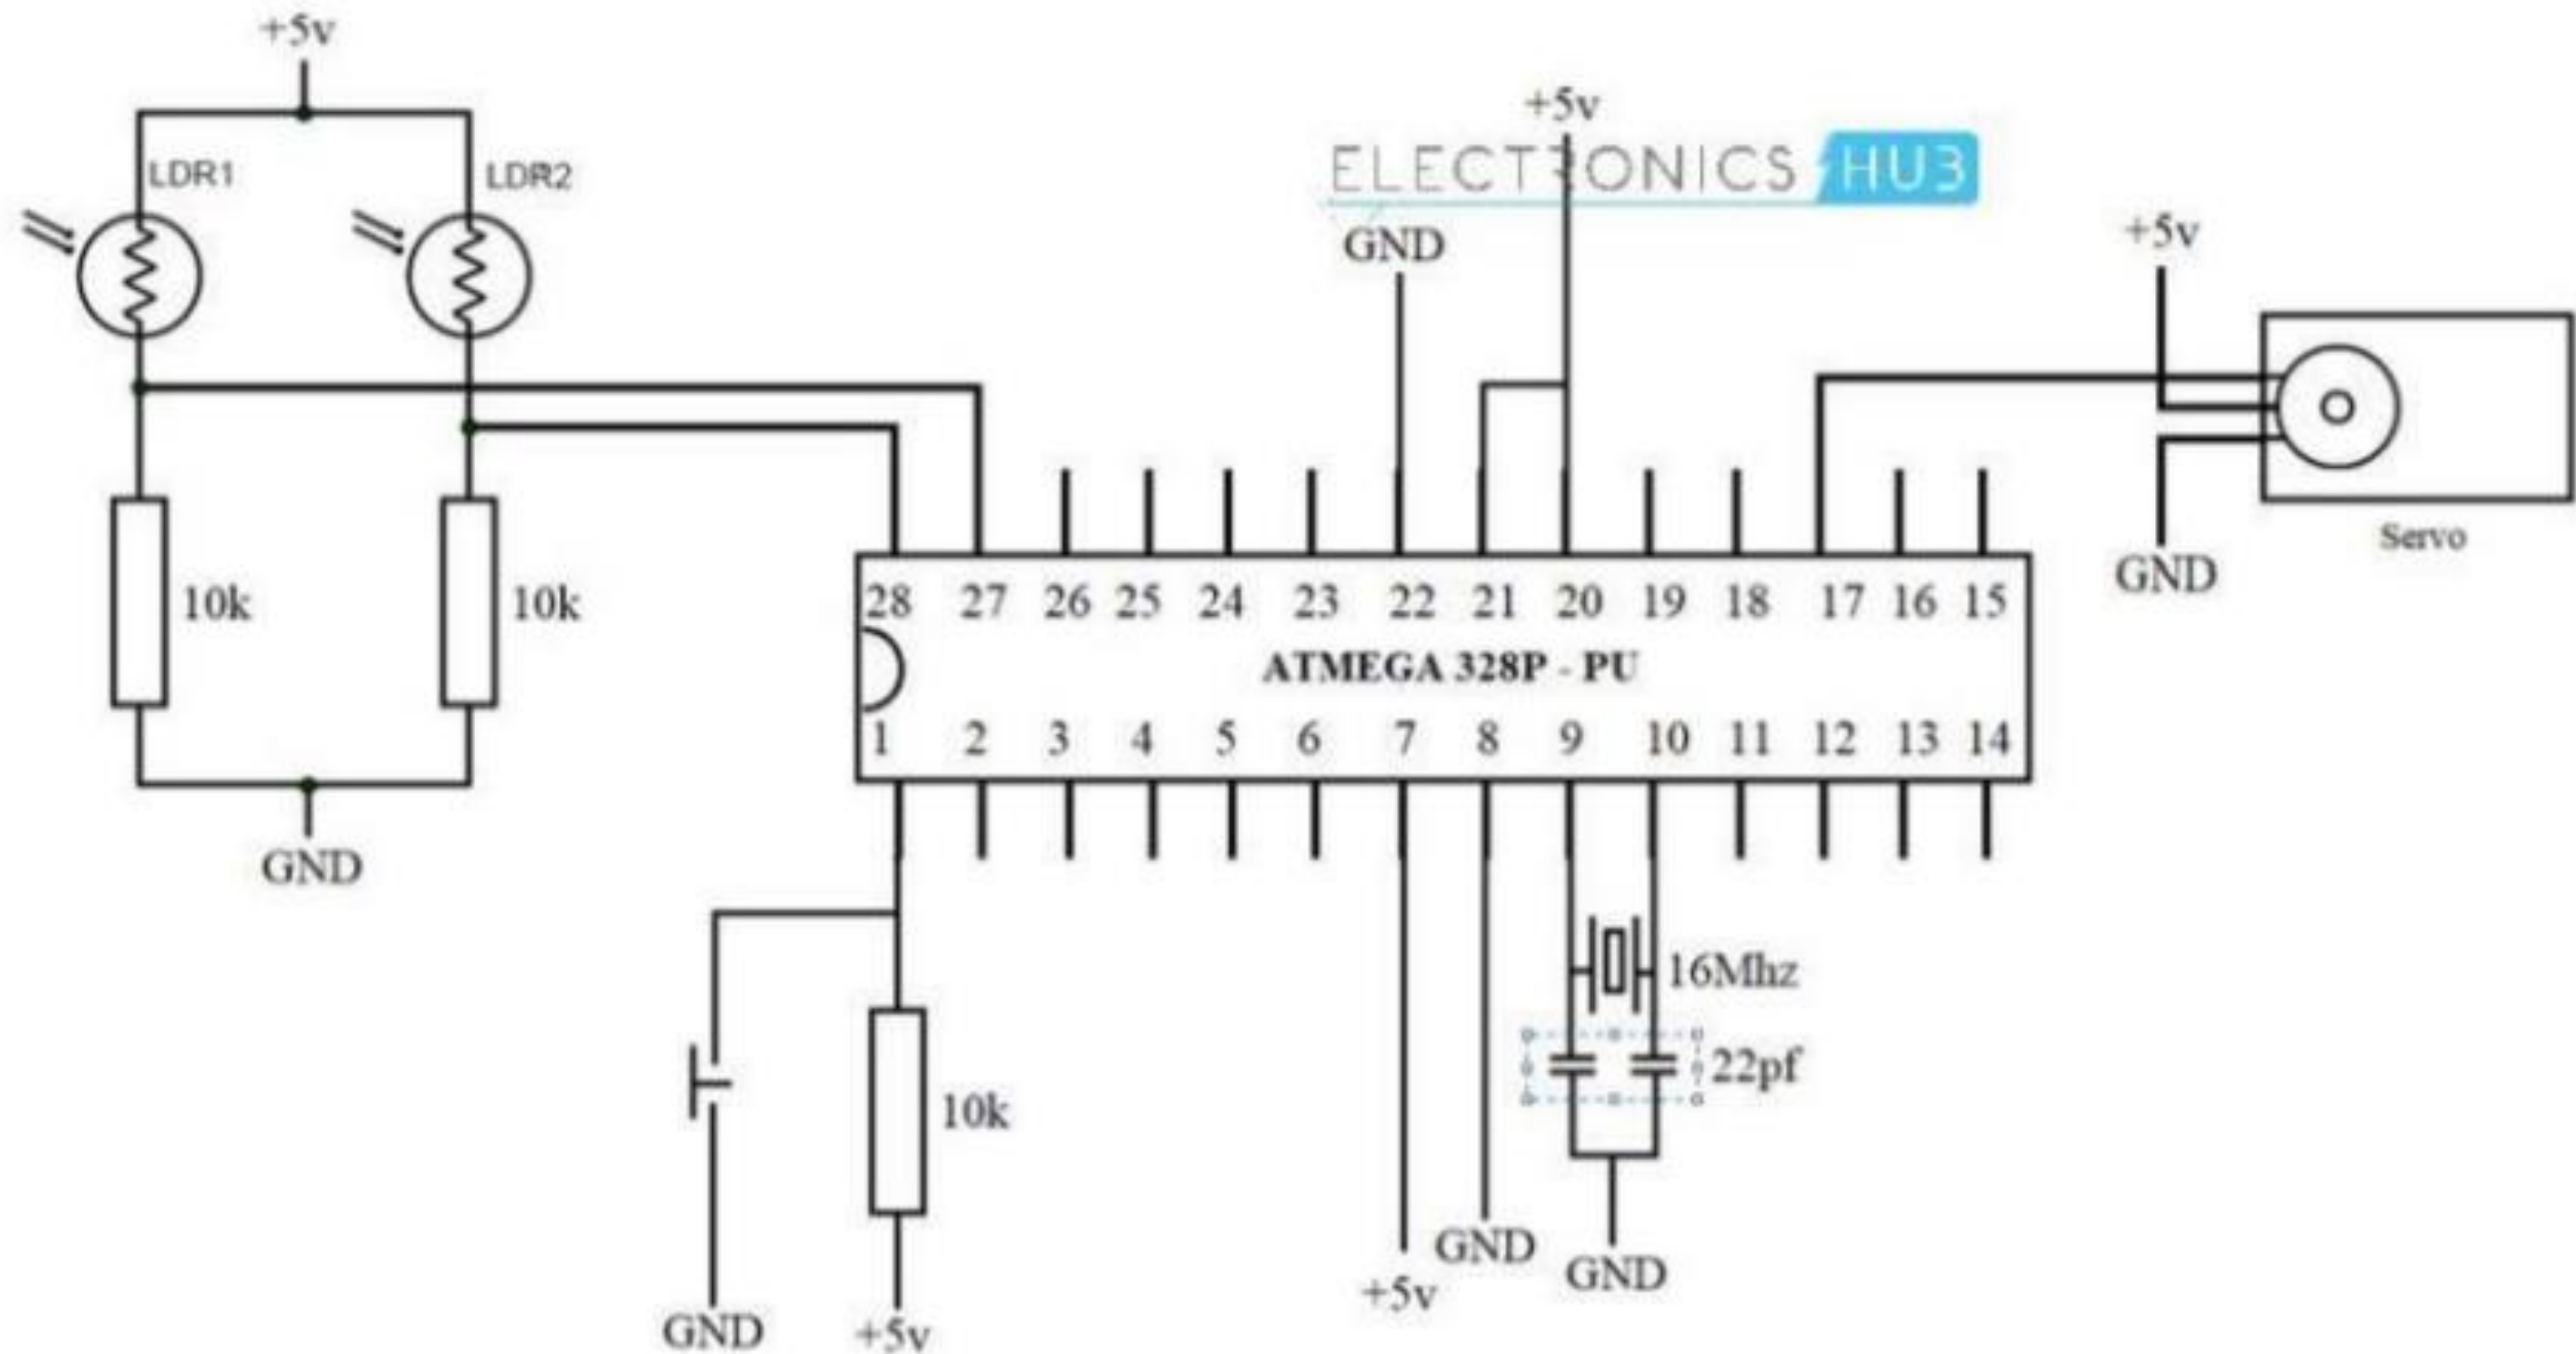 +5v
LDR1
LDR2
10k
10k
GND
ELECTRONICS HUB
+5v
GND
+5v
Servo
GND
28 27 26 25 24 23 22 21 20 19 18 17 16 15
ATMEGA 328P - PU
1 2 3 4 5 6 7 8 9 10 11 12 13 14
16Mhz
22pf
10k
GND
+5v
+5v
GND
GND